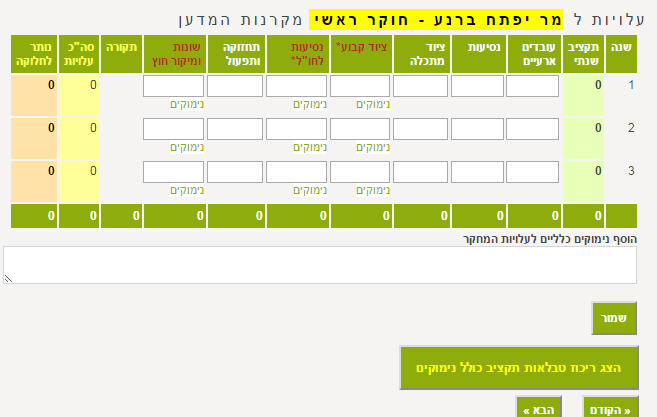 עלויות ל מר יפתח ברנע - חוקר ראשי מקרנות המדען
שנה תקציב שנתי עובדים ארעיים נסיעות ציוד מתכלה ציוד קבוע* נסיעות לחו"ל* תחזוקה ותפעול שונות ומיקור חוץ תקורה סה"כ עלויות נותר לחלוקה
1 0 0 0
נימוקים נימוקים נימוקים
2 0 0 0
נימוקים נימוקים נימוקים
3 0 0 0
נימוקים נימוקים נימוקים
0 0 0 0 0 0 0 0 0 0 0
הוסף נימוקים כלליים לעלויות המחקר
שמור
הצג ריכוז טבלאות תקציב כולל נימוקים
« הקודם הבא »